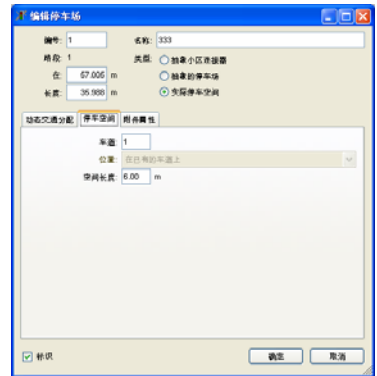 编辑停车场
编号: 1 名称: 333
路段: 1 类型: 抽象小区连接器
在: 67.005 m 抽象的停车场
长度: 35.988 m 实际停车空间
动态交通分配 停车空间 附件属性
车道: 1
位置: 在已有的车道上
空间长度: 6.00 m
标识 确定 取消